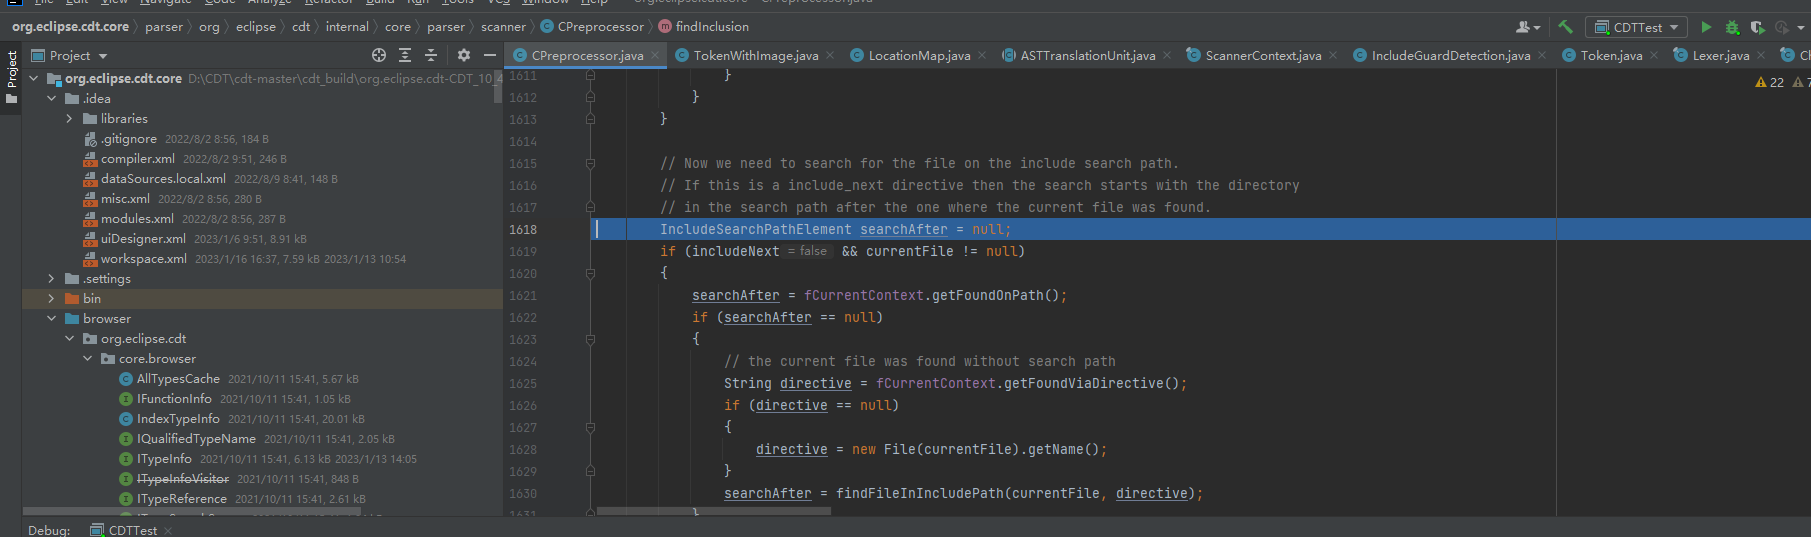 File Edit View Navigate Code Analyze Refactor Build Run Tools VCS Window Help
org.eclipse.cdt.core parser org eclipse cdt internal core parser scanner CPreprocessor findInclusion CDTTest
Project
Project
CPreprocessor.java TokenWithImage.java LocationMap.java ASTTranslationUnit.java ScannerContext.java IncludeGuardDetection.java Token.java Lexer.java
org.eclipse.cdt.core D:\CDT\cdt-master\cdt_build\org.eclipse.cdt-CDT_10_4
.idea
libraries
.gitignore 2022/8/2 8:56, 184 B
compiler.xml 2022/8/2 9:51, 246 B
dataSources.local.xml 2022/8/9 8:41, 148 B
misc.xml 2022/8/2 8:56, 280 B
modules.xml 2022/8/2 8:56, 287 B
uiDesigner.xml 2023/1/6 9:51, 8.91 kB
workspace.xml 2023/1/16 16:37, 7.59 kB 2023/1/13 10:54
.settings
bin
browser
org.eclipse.cdt
core.browser
AllTypesCache 2021/10/11 15:41, 5.67 kB
IFunctionInfo 2021/10/11 15:41, 1.05 kB
IndexTypeInfo 2021/10/11 15:41, 20.01 kB
IQualifiedTypeName 2021/10/11 15:41, 2.05 kB
ITypeInfo 2021/10/11 15:41, 6.13 kB 2023/1/13 14:05
ITypeInfoVisitor 2021/10/11 15:41, 848 B
ITypeReference 2021/10/11 15:41, 2.61 kB
1611 }
1612 }
1613 }
1614
1615 // Now we need to search for the file on the include search path.
1616 // If this is a include_next directive then the search starts with the directory
1617 // in the search path after the one where the current file was found.
1618 IncludeSearchPathElement searchAfter = null;
1619 if (includeNext = false && currentFile != null)
1620 {
1621 searchAfter = fCurrentContext.getFoundOnPath();
1622 if (searchAfter == null)
1623 {
1624 // the current file was found without search path
1625 String directive = fCurrentContext.getFoundViaDirective();
1626 if (directive == null)
1627 {
1628 directive = new File(currentFile).getName();
1629 }
1630 searchAfter = findFileInIncludePath(currentFile, directive);
1631 }
22
Debug: CDTTest